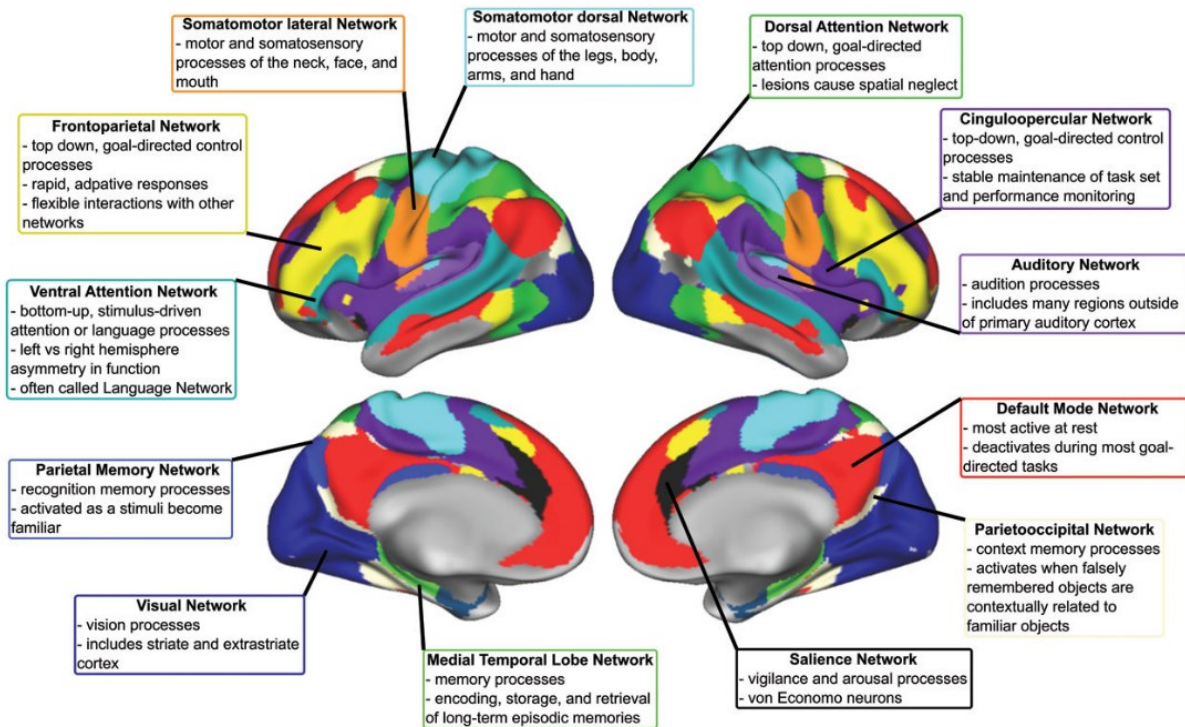 Somatomotor lateral Network
- motor and somatosensory
processes of the neck, face, and
mouth
Somatomotor dorsal Network
- motor and somatosensory
processes of the legs, body,
arms, and hand
Dorsal Attention Network
- top down, goal-directed
attention processes
- lesions cause spatial neglect
Frontoparietal Network
- top down, goal-directed control
processes
- rapid, adpative responses
- flexible interactions with other
networks
Cinguloopercular Network
- top-down, goal-directed control
processes
- stable maintenance of task set
and performance monitoring
Ventral Attention Network
- bottom-up, stimulus-driven
attention or language processes
- left vs right hemisphere
asymmetry in function
- often called Language Network
Auditory Network
- audition processes
- includes many regions outside
of primary auditory cortex
Parietal Memory Network
- recognition memory processes
- activated as a stimuli become
familiar
Default Mode Network
- most active at rest
- deactivates during most goal-
directed tasks
Visual Network
- vision processes
- includes striate and extrastriate
cortex
Parietooccipital Network
- context memory processes
- activates when falsely
remembered objects are
contextually related to
familiar objects
Medial Temporal Lobe Network
- memory processes
- encoding, storage, and retrieval
of long-term episodic memories
Salience Network
- vigilance and arousal processes
- von Economo neurons